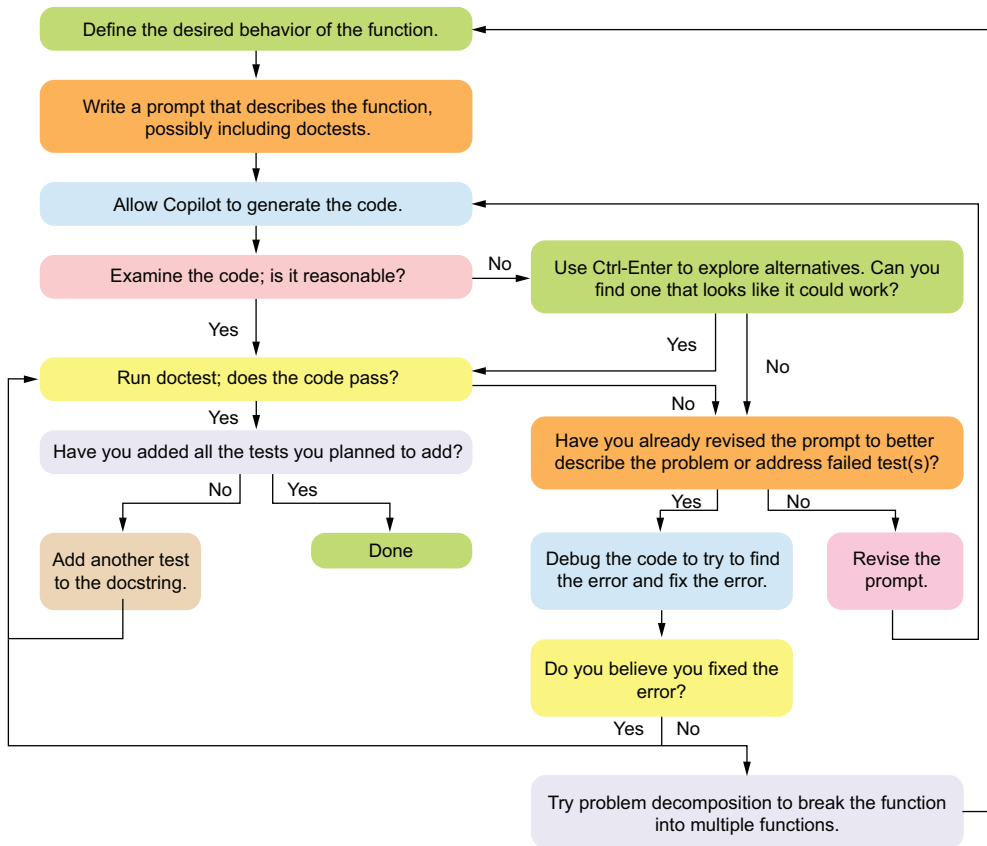 Define the desired behavior of the function.
Write a prompt that describes the function,
possibly including doctests.
Allow Copilot to generate the code.
Examine the code; is it reasonable?
No
Use Ctrl-Enter to explore alternatives. Can you
find one that looks like it could work?
Yes
Yes
No
Run doctest; does the code pass?
Yes
No
Have you added all the tests you planned to add?
Have you already revised the prompt to better
describe the problem or address failed test(s)?
No
Yes
Yes
No
Add another test
to the docstring.
Done
Debug the code to try to find
the error and fix the error.
Revise the
prompt.
Do you believe you fixed the
error?
Yes
No
Try problem decomposition to break the function
into multiple functions.